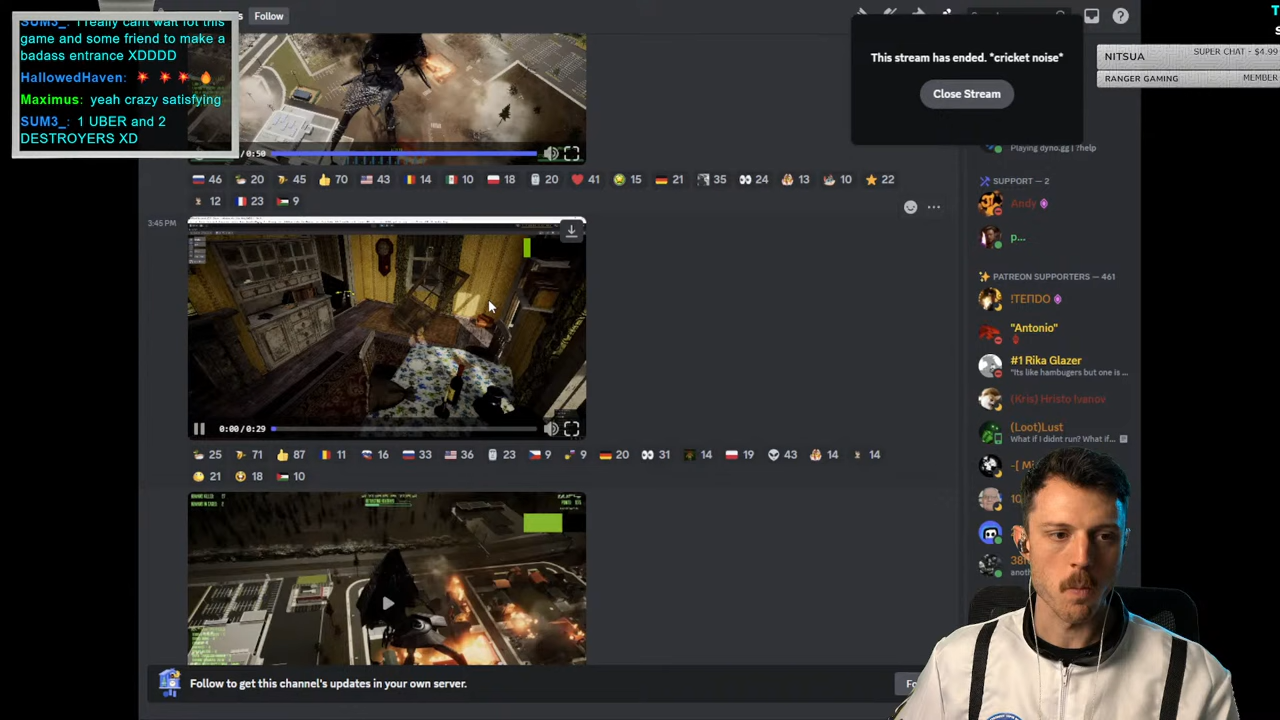 SUM3_: I really cant wait fot this
game and some friend to make a
badass entrance XDDDD
HallowedHaven:
Maximus: yeah crazy satisfying
SUM3_: 1 UBER and 2
DESTROYERS XD
Follow
This stream has ended. *cricket noise*
Close Stream
NITSUA
SUPER CHAT - $4.99
RANGER GAMING
MEMBER
Playing dyno.gg | ?help
SUPPORT — 2
Andy
p...
PATREON SUPPORTERS — 461
!TEПDO
"Antonio"
#1 Rika Glazer
"Its like hambugers but one is ...
(Kris) Hristo Ivanov
(Loot)Lust
What if I didnt run? What if...
/0:50
46 20 45 70 43 14 10 18 20 41 15 21 35 24 13 10 22
12 23 9
3:45 PM
0:00/0:29
25 71 87 11 16 33 36 23 9 9 20 31 14 19 43 14 14
21 18 10
Follow to get this channel's updates in your own server.